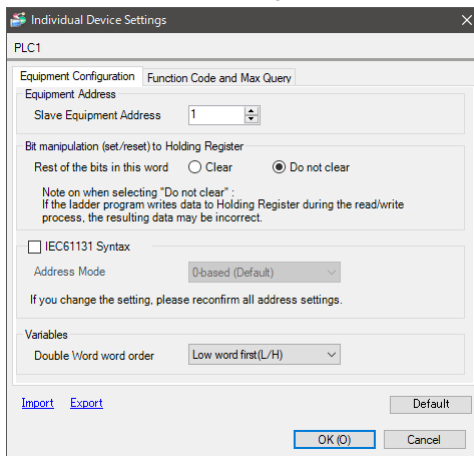 Individual Device Settings
PLC1
Equipment Configuration Function Code and Max Query
Equipment Address
Slave Equipment Address 1
Bit manipulation (set/reset) to Holding Register
Rest of the bits in this word Clear Do not clear
Note on when selecting "Do not clear" :
If the ladder program writes data to Holding Register during the read/write
process, the resulting data may be incorrect.
IEC61131 Syntax
Address Mode 0-based (Default)
If you change the setting, please reconfirm all address settings.
Variables
Double Word word order Low word first(L/H)
Import Export Default
OK (O) Cancel